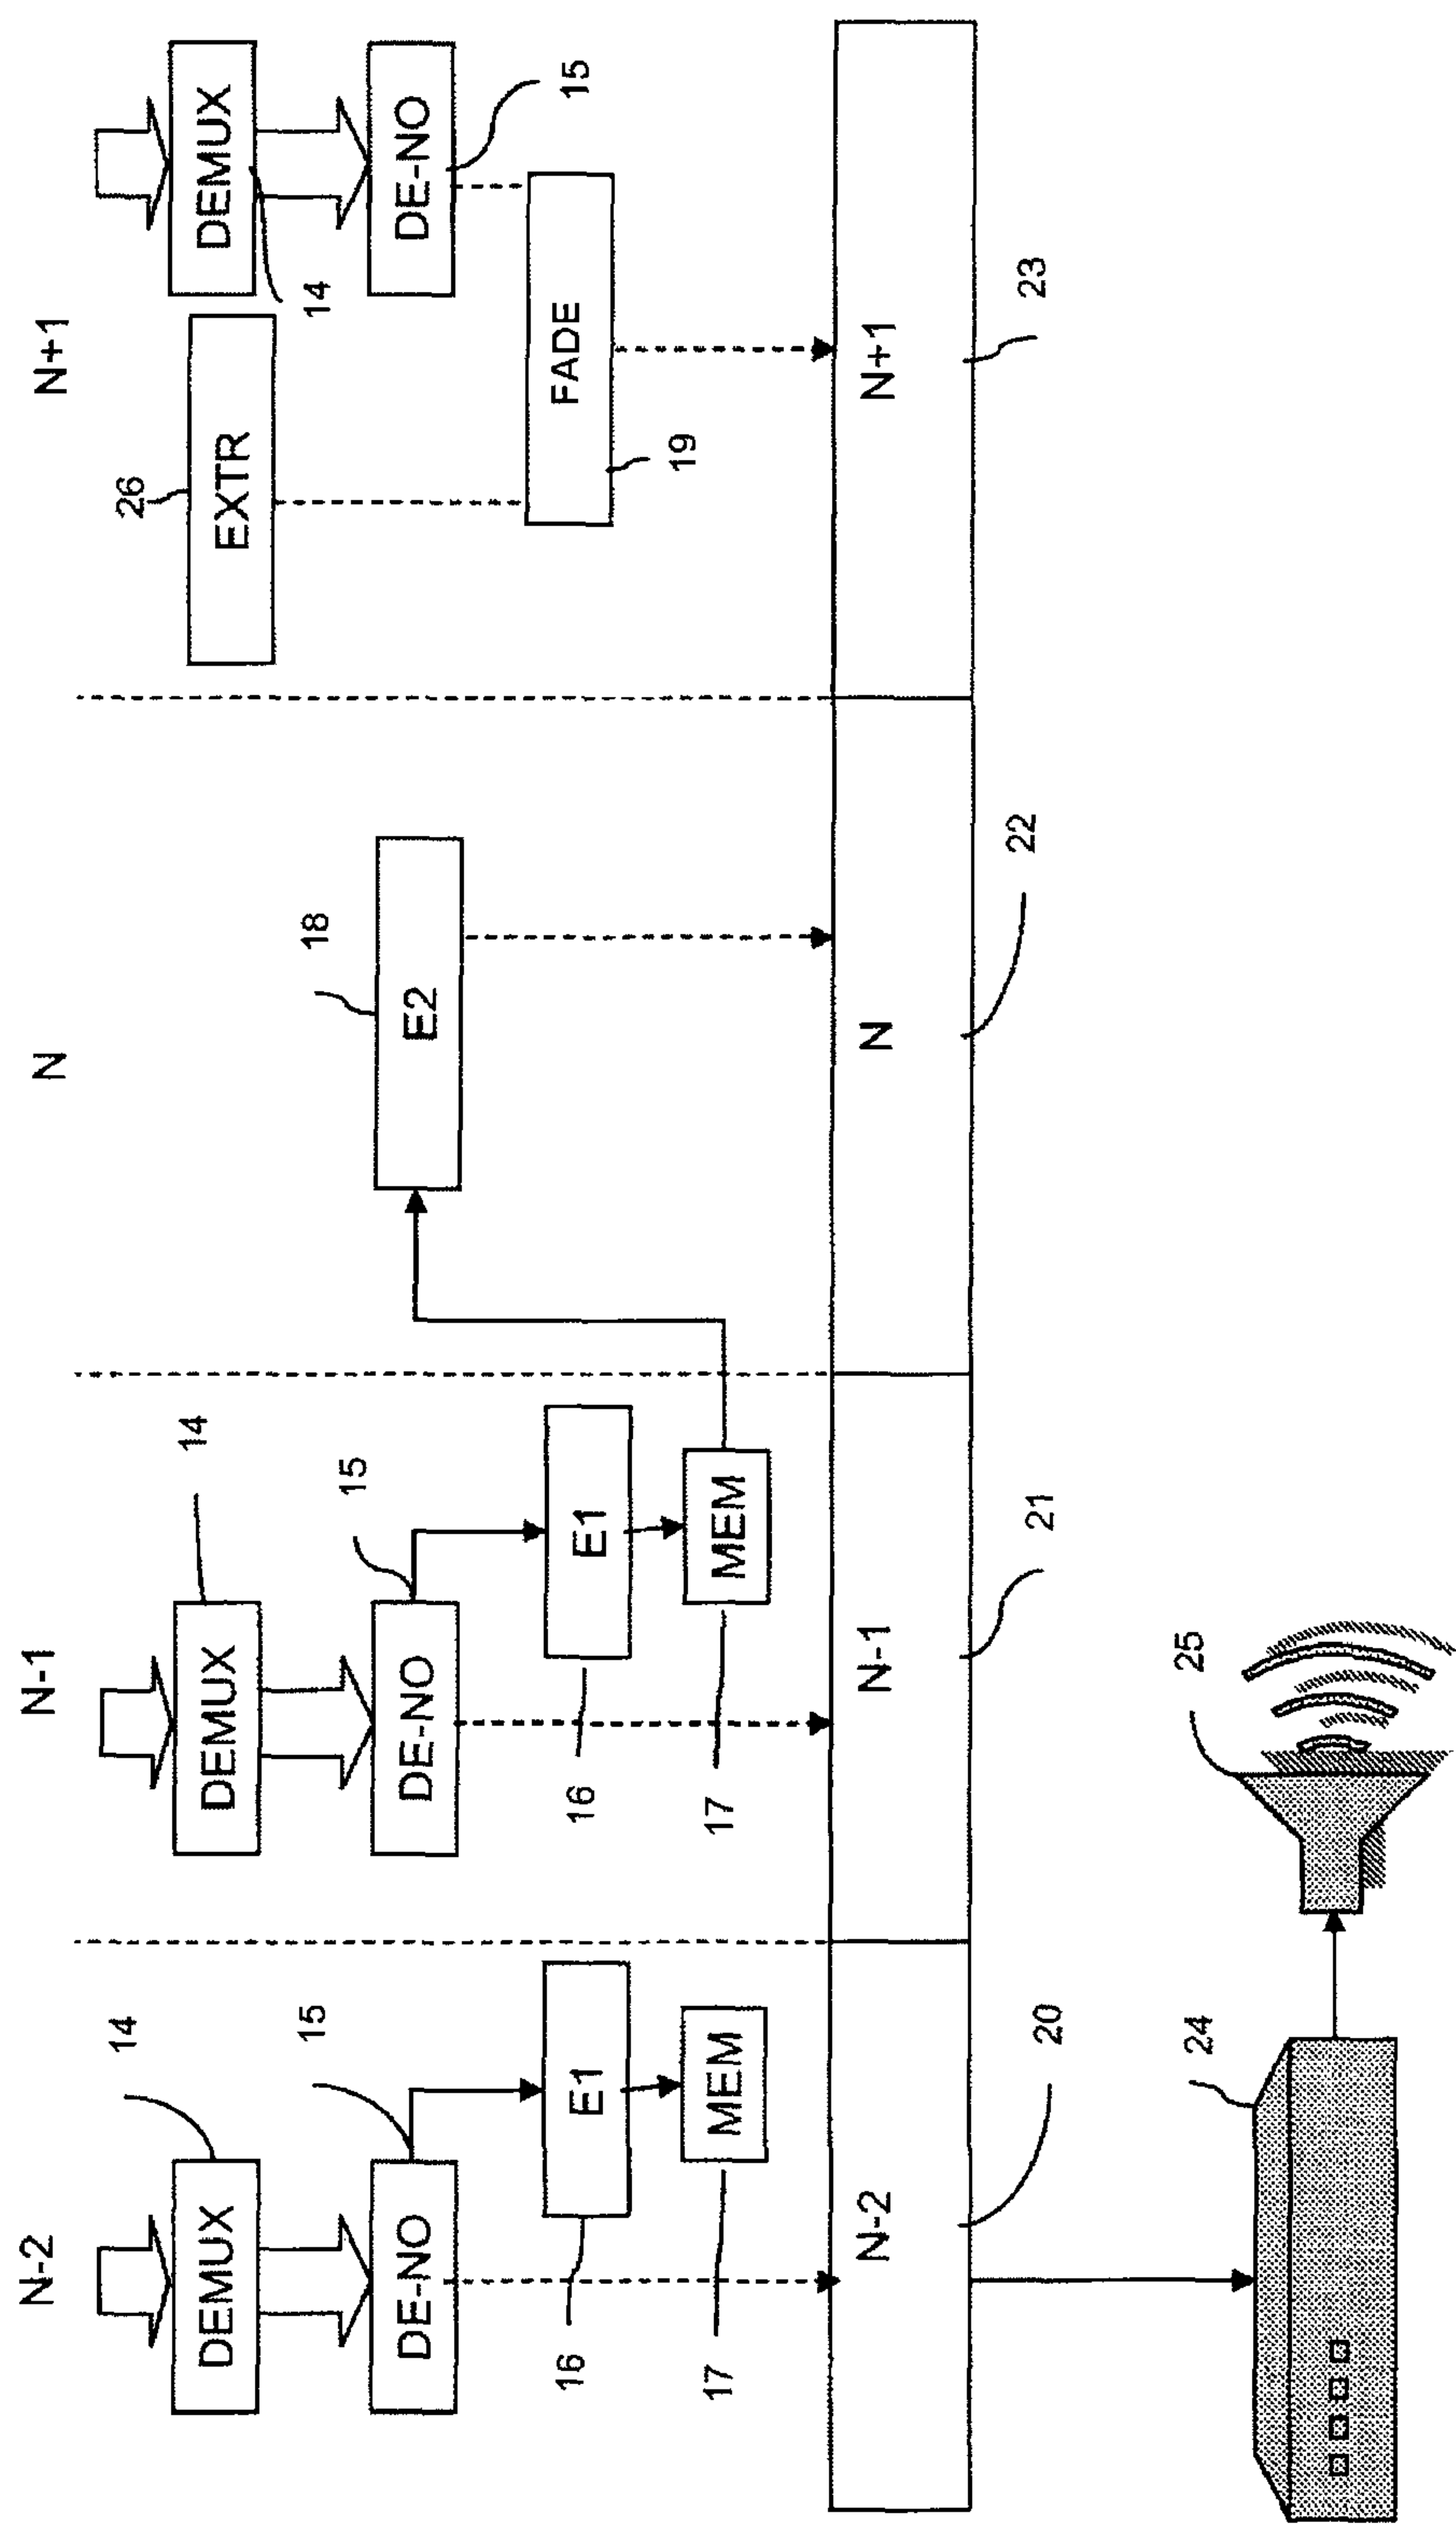 N-2
N-1
N
N+1
DEMUX
14
DE-NO
15
E1
16
MEM
17
DEMUX
14
DE-NO
15
E1
16
MEM
17
E2
18
EXTR
26
DEMUX
14
DE-NO
15
FADE
19
N-2
N-1
N
N+1
20
21
22
23
24
25